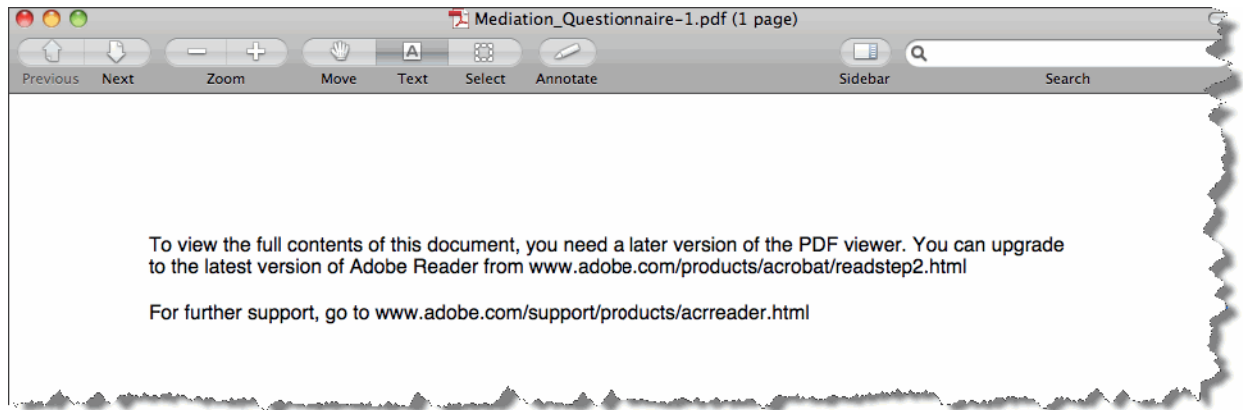 Mediation_Questionnaire-1.pdf (1 page)
A
Previous Next Zoom Move Text Select Annotate Sidebar Search
To view the full contents of this document, you need a later version of the PDF viewer. You can upgrade
to the latest version of Adobe Reader from www.adobe.com/products/acrobat/readstep2.html
For further support, go to www.adobe.com/support/products/acrreader.html